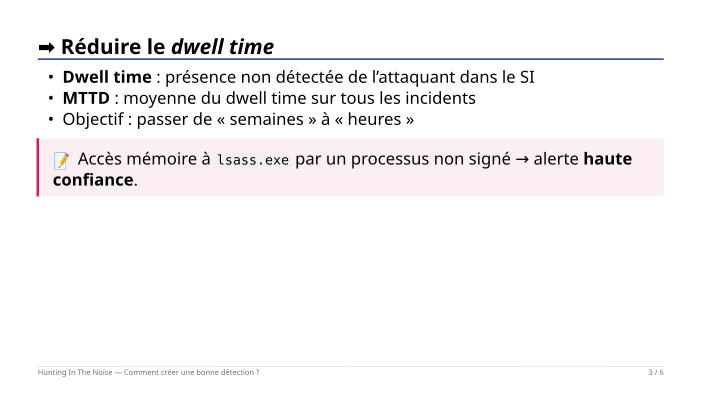 ➡ Réduire le dwell time
• Dwell time : présence non détectée de l’attaquant dans le SI
• MTTD : moyenne du dwell time sur tous les incidents
• Objectif : passer de « semaines » à « heures »
📝 Accès mémoire à lsass.exe par un processus non signé → alerte haute
confiance.
Hunting In The Noise — Comment créer une bonne détection ?
3 / 6